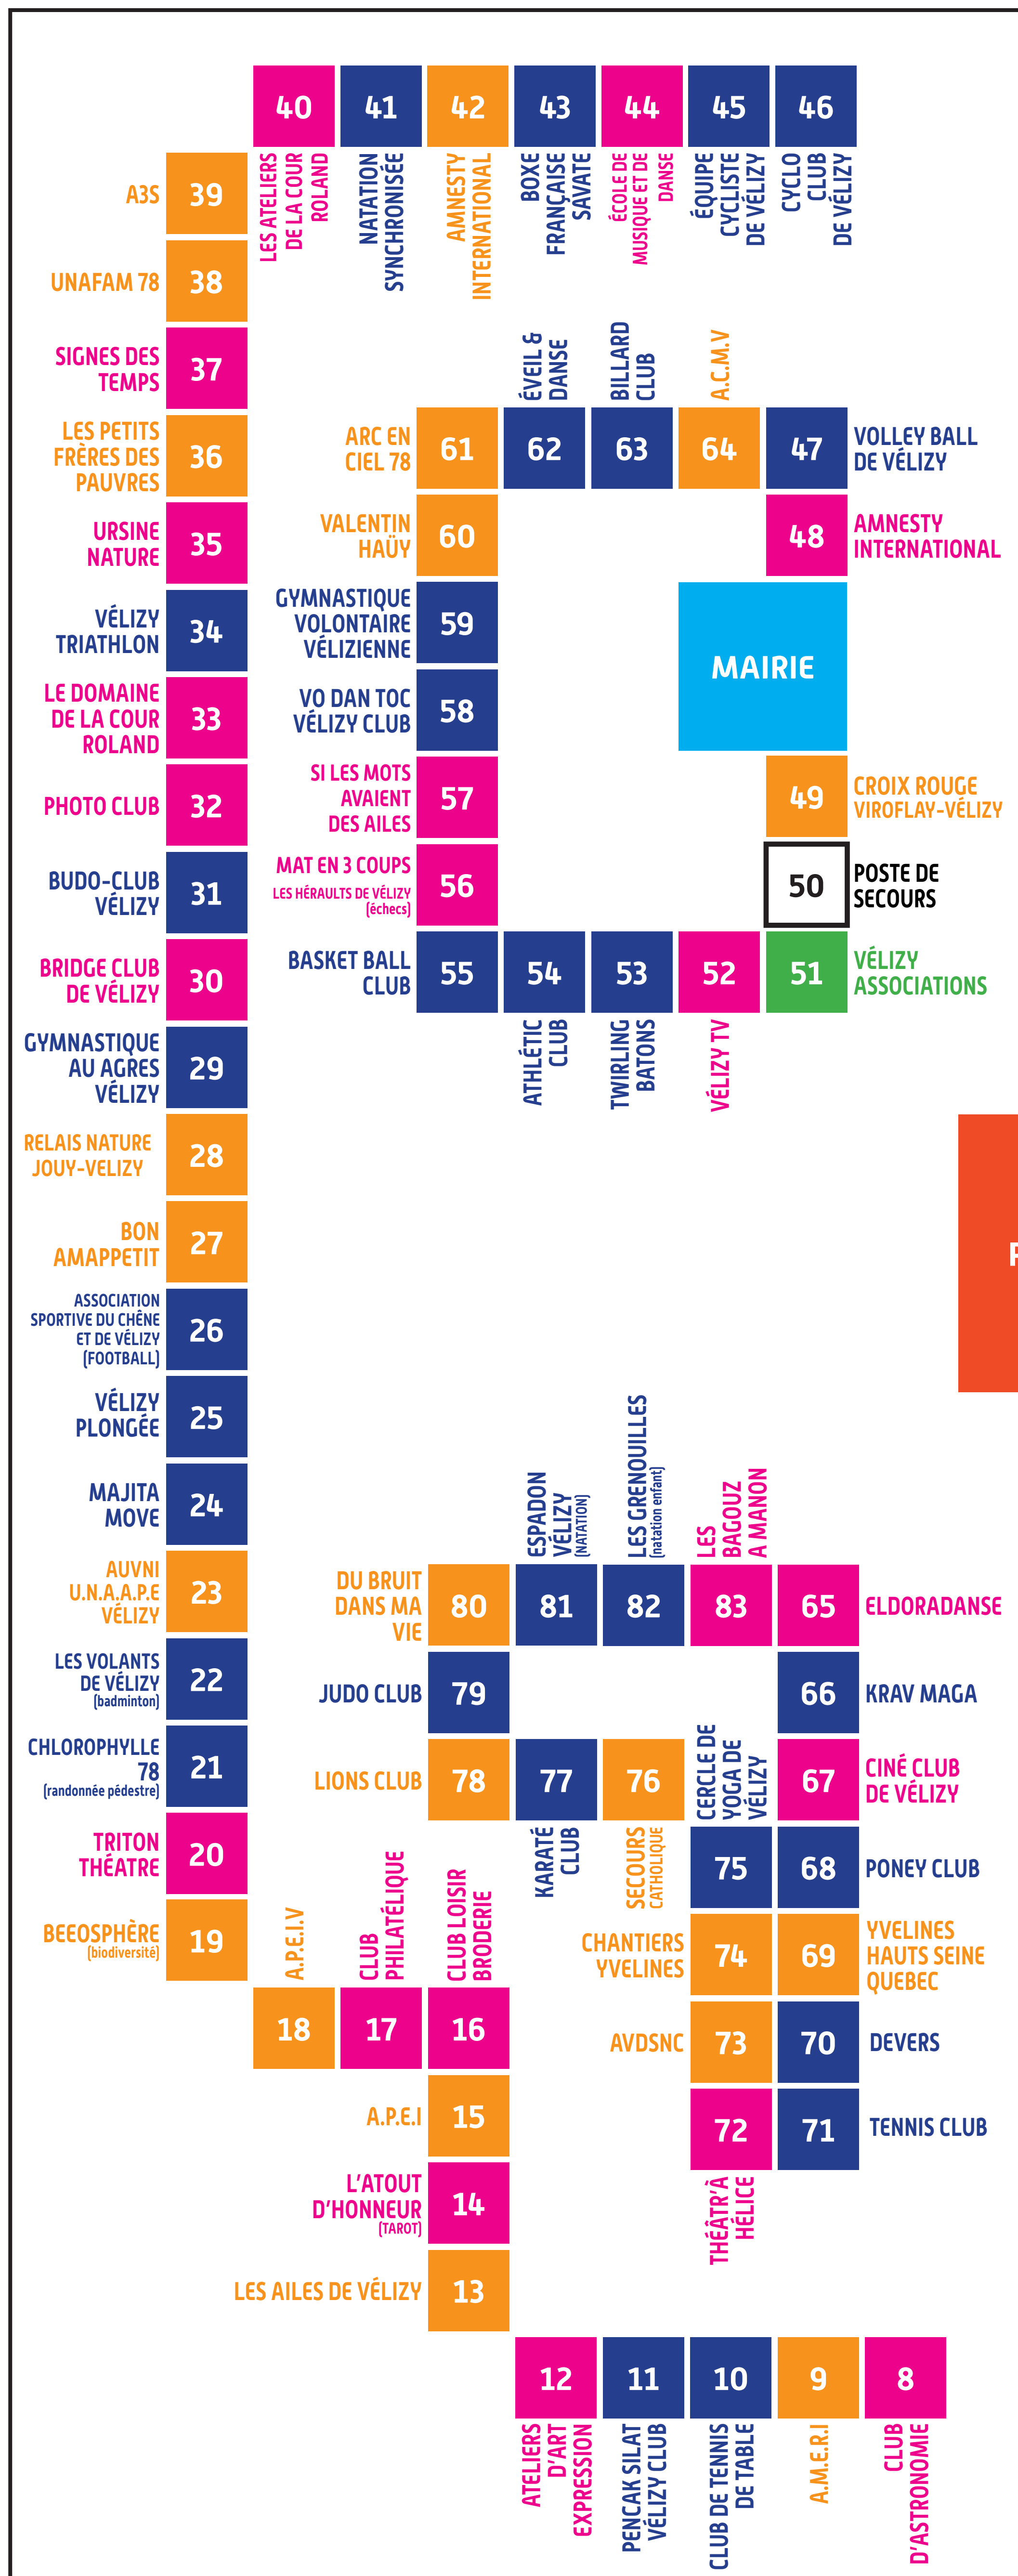 40
41
42
43
44
45
46
LES ATELIERS
DE LA COUR
ROLAND
NATATION
SYNCHRONISÉE
AMNESTY
INTERNATIONAL
BOXE
FRANÇAISE
SAVATE
ÉCOLE DE
MUSIQUE ET DE
DANSE
ÉQUIPE
CYCLISTE
DE VÉLIZY
CYCLO
CLUB
DE VÉLIZY
A3S
39
UNAFAM 78
38
SIGNES DES
TEMPS
37
LES PETITS
FRÈRES DES
PAUVRES
36
URSINE
NATURE
35
VÉLIZY
TRIATHLON
34
LE DOMAINE
DE LA COUR
ROLAND
33
PHOTO CLUB
32
BUDO-CLUB
VÉLIZY
31
BRIDGE CLUB
DE VÉLIZY
30
GYMNASTIQUE
AU AGRES
VÉLIZY
29
RELAIS NATURE
JOUY-VELIZY
28
BON
AMAPPETIT
27
ASSOCIATION
SPORTIVE DU CHÊNE
ET DE VÉLIZY
(FOOTBALL)
26
VÉLIZY
PLONGÉE
25
MAJITA
MOVE
24
AUVNI
U.N.A.A.P.E
VÉLIZY
23
LES VOLANTS
DE VÉLIZY
(badminton)
22
CHLOROPHYLLE
78
(randonnée pédestre)
21
TRITON
THÉATRE
20
BEEOSPHÈRE
(biodiversité)
19
ÉVEIL &
DANSE
BILLARD
CLUB
A.C.M.V
ARC EN
CIEL 78
61
62
63
64
47
VOLLEY BALL
DE VÉLIZY
VALENTIN
HAÜY
60
48
AMNESTY
INTERNATIONAL
GYMNASTIQUE
VOLONTAIRE
VÉLIZIENNE
59
MAIRIE
VO DAN TOC
VÉLIZY CLUB
58
SI LES MOTS
AVAIENT
DES AILES
57
49
CROIX ROUGE
VIROFLAY-VÉLIZY
MAT EN 3 COUPS
LES HÉRAULTS DE VÉLIZY
(échecs)
56
50
POSTE DE
SECOURS
BASKET BALL
CLUB
55
54
53
52
51
VÉLIZY
ASSOCIATIONS
ATHLÉTIC
CLUB
TWIRLING
BATONS
VÉLIZY TV
ESPADON
VÉLIZY
(NATATION)
LES GRENOUILLES
(natation enfant)
LES
BAGOUZ
A MANON
DU BRUIT
DANS MA
VIE
80
81
82
83
65
ELDORADANSE
JUDO CLUB
79
66
KRAV MAGA
LIONS CLUB
78
77
76
CERCLE DE
YOGA DE
VÉLIZY
67
CINÉ CLUB
DE VÉLIZY
KARATÉ
CLUB
SECOURS
CATHOLIQUE
75
68
PONEY CLUB
CHANTIERS
YVELINES
74
69
YVELINES
HAUTS SEINE
QUEBEC
AVDSNC
73
70
DEVERS
72
71
TENNIS CLUB
THÉÂTR'À
HÉLICE
A.P.E.I.V
CLUB
PHILATÉLIQUE
CLUB LOISIR
BRODERIE
18
17
16
A.P.E.I
15
L'ATOUT
D'HONNEUR
(TAROT)
14
LES AILES DE VÉLIZY
13
12
11
10
9
8
ATELIERS
D'ART
EXPRESSION
PENCAK SILAT
VÉLIZY CLUB
CLUB DE TENNIS
DE TABLE
A.M.E.R.I
CLUB
D'ASTRONOMIE